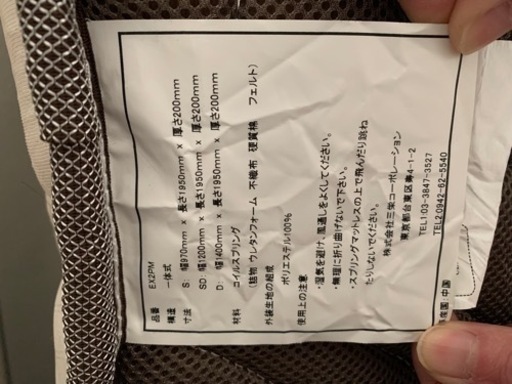 品番 EX2PM
構造 一体式
寸法 S: 幅970mm × 長さ1950mm × 厚さ200mm
SD 幅1200mm × 長さ1950mm × 厚さ200mm
D: 幅1400mm × 長さ1950mm × 厚さ200mm
材料 コイルスプリング
(詰物 ウレタンフォーム 不織布 硬質棉 フェルト)
外装生地の組成
ポリエステル100%
使用上の注意
・湿気を避け、風通しをよくしてください。
・無理に折り曲げないで下さい。
・スプリングマットレスの上で飛んだり跳ね
たりしないでください。
株式会社三栄コーポレーション
東京都台東区寿4-1-2
TEL1:03-3847-3527
TEL2:0942-62-5540
産国: 中国